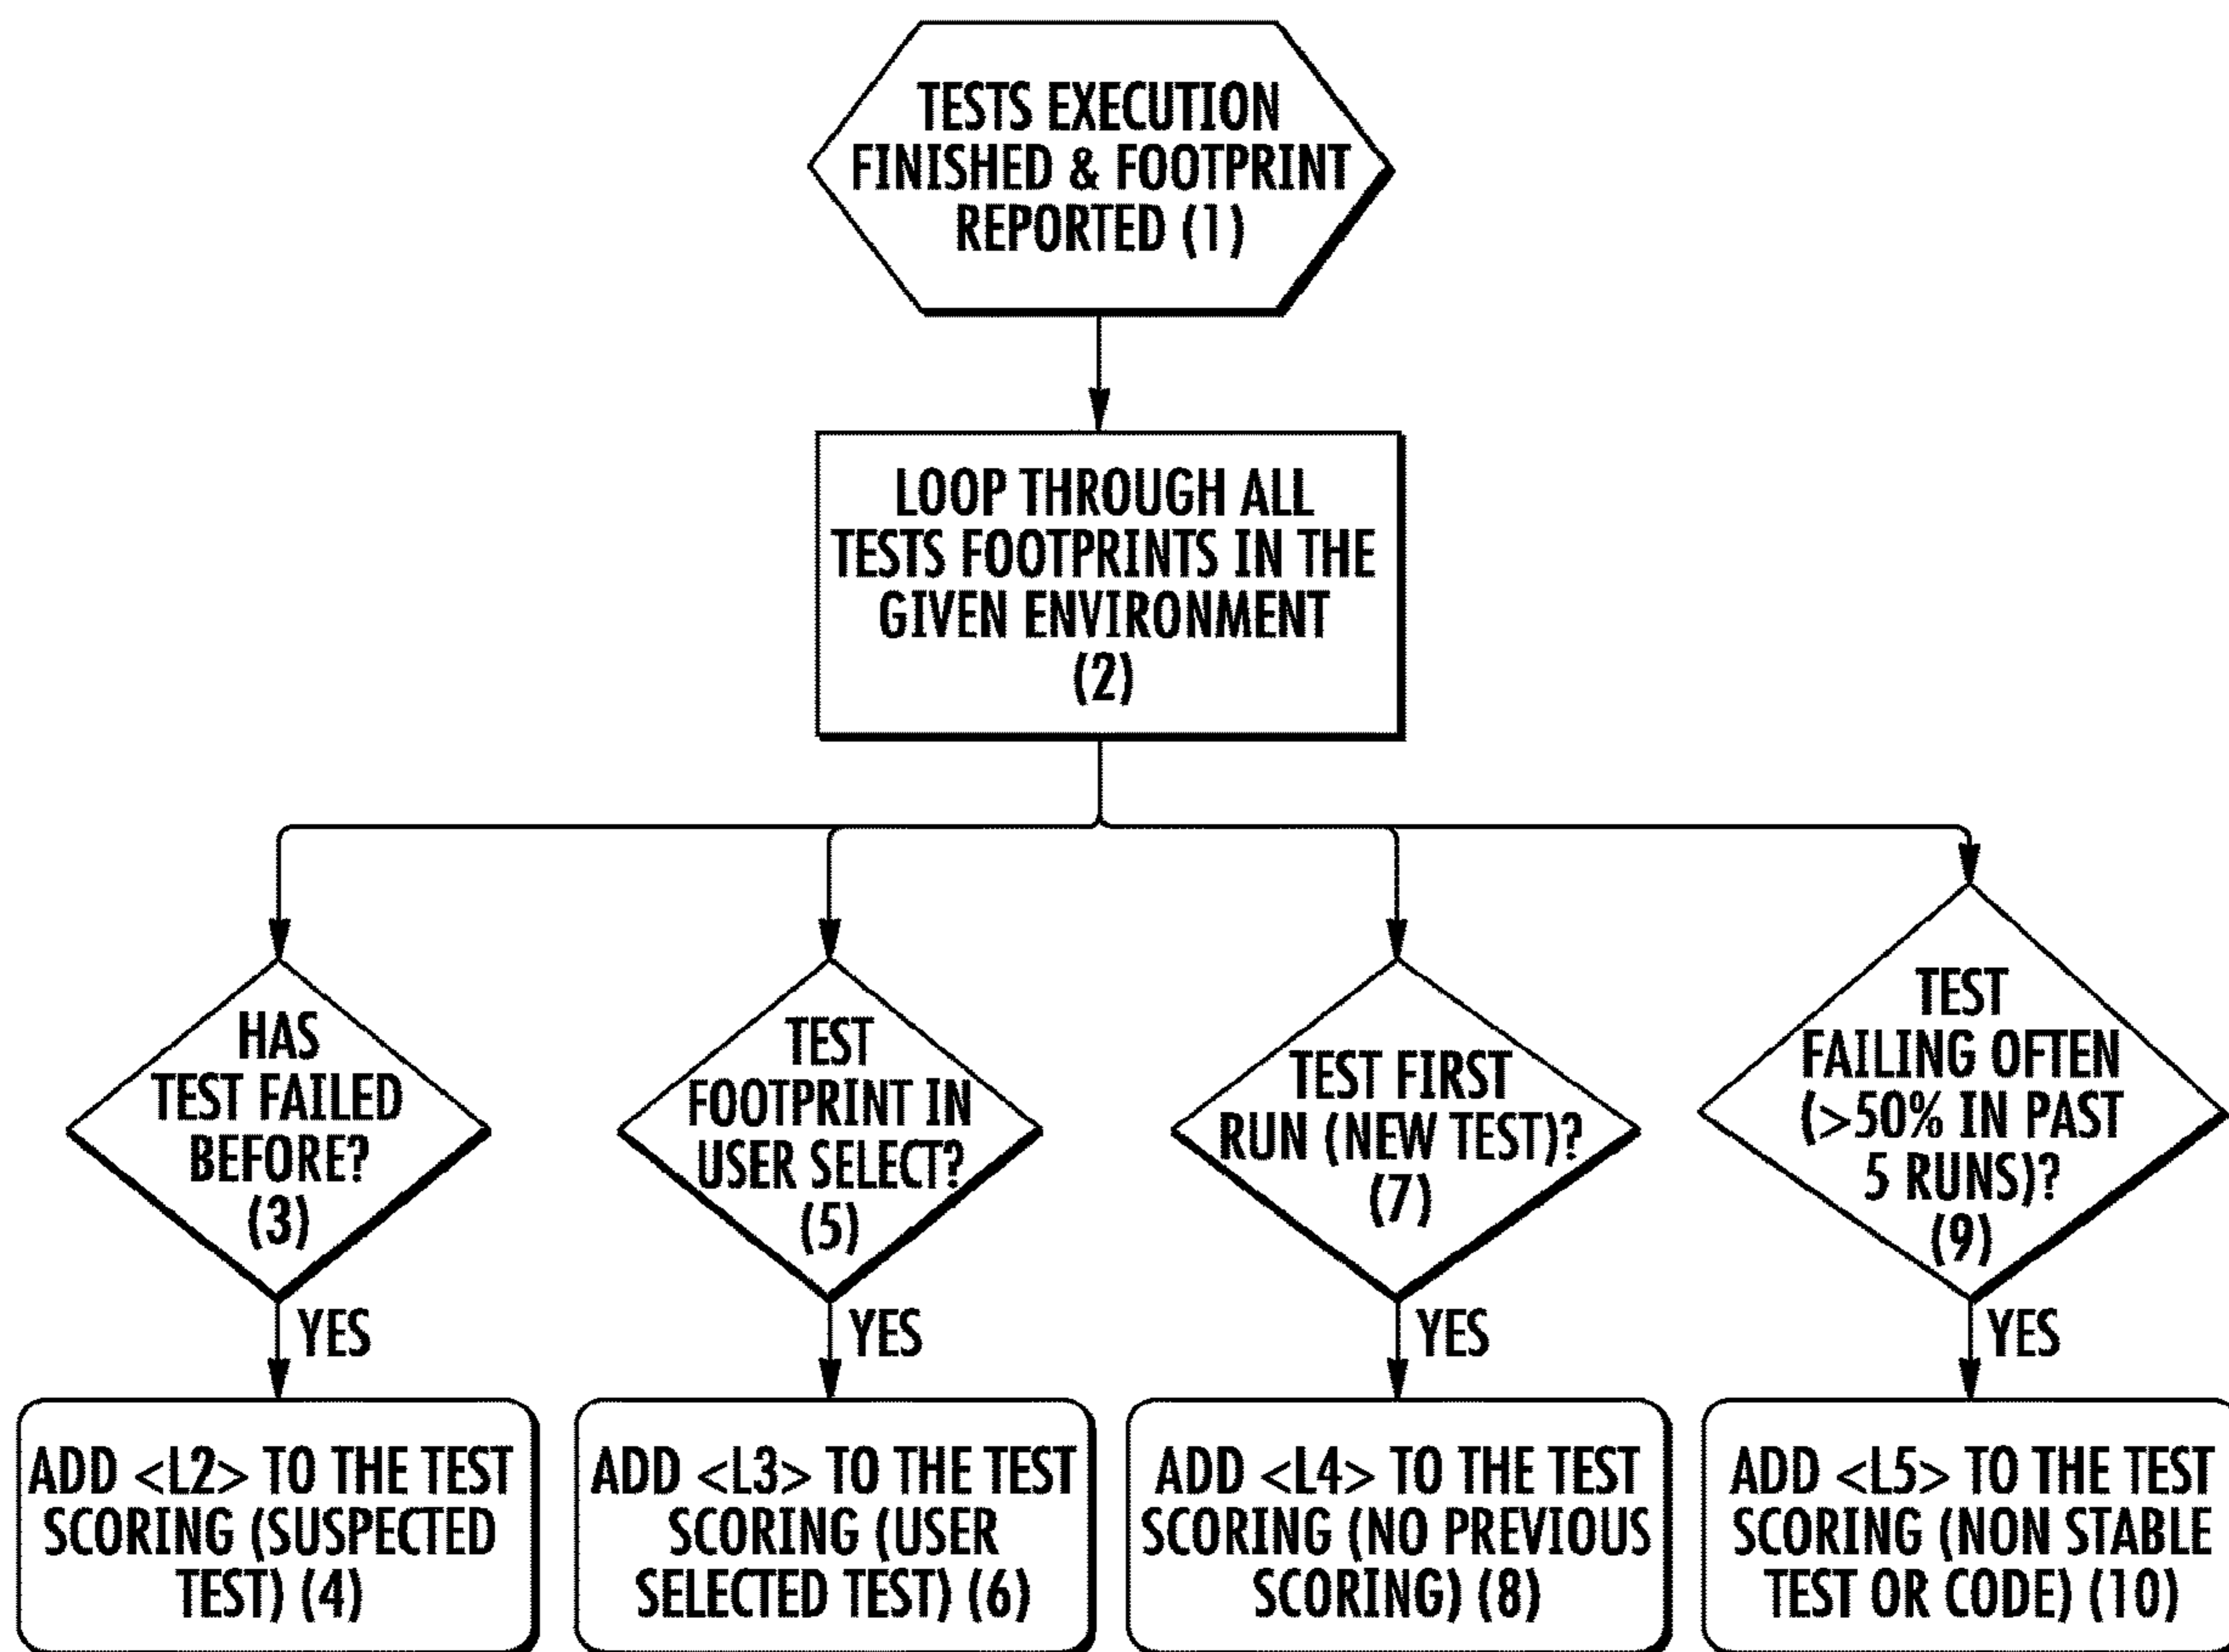 TESTS EXECUTION
FINISHED & FOOTPRINT
REPORTED (1)
LOOP THROUGH ALL
TESTS FOOTPRINTS IN THE
GIVEN ENVIRONMENT
(2)
HAS
TEST FAILED
BEFORE?
(3)
TEST
FOOTPRINT IN
USER SELECT?
(5)
TEST FIRST
RUN (NEW TEST)?
(7)
TEST
FAILING OFTEN
(>50% IN PAST
5 RUNS)?
(9)
YES
YES
YES
YES
ADD <L2> TO THE TEST
SCORING (SUSPECTED
TEST) (4)
ADD <L3> TO THE TEST
SCORING (USER
SELECTED TEST) (6)
ADD <L4> TO THE TEST
SCORING (NO PREVIOUS
SCORING) (8)
ADD <L5> TO THE TEST
SCORING (NON STABLE
TEST OR CODE) (10)